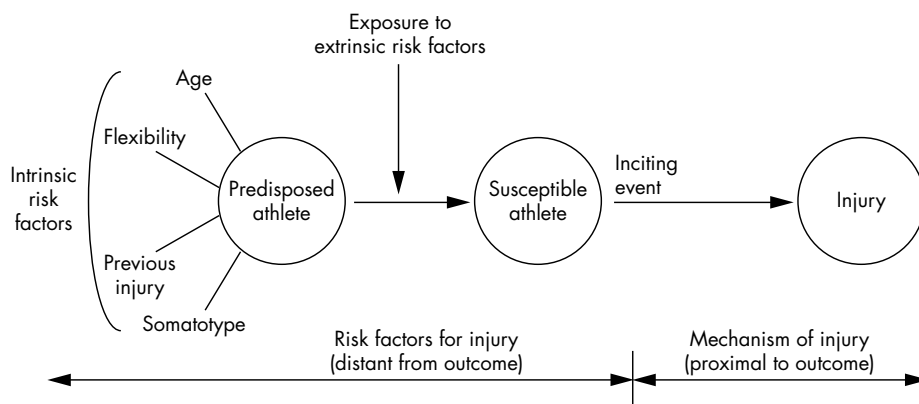 Exposure to
extrinsic risk factors
Age
Flexibility
Intrinsic
risk
factors
Previous
injury
Somatotype
Predisposed
athlete
Susceptible
athlete
Inciting
event
Injury
Risk factors for injury
(distant from outcome)
Mechanism of injury
(proximal to outcome)